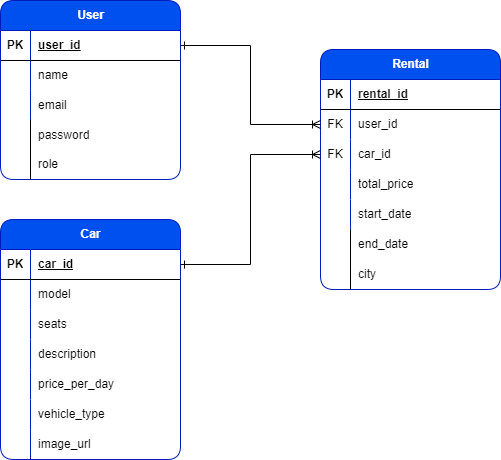 User
PK user_id
name
email
password
role
Rental
PK rental_id
FK user_id
FK car_id
total_price
start_date
end_date
city
Car
PK car_id
model
seats
description
price_per_day
vehicle_type
image_url